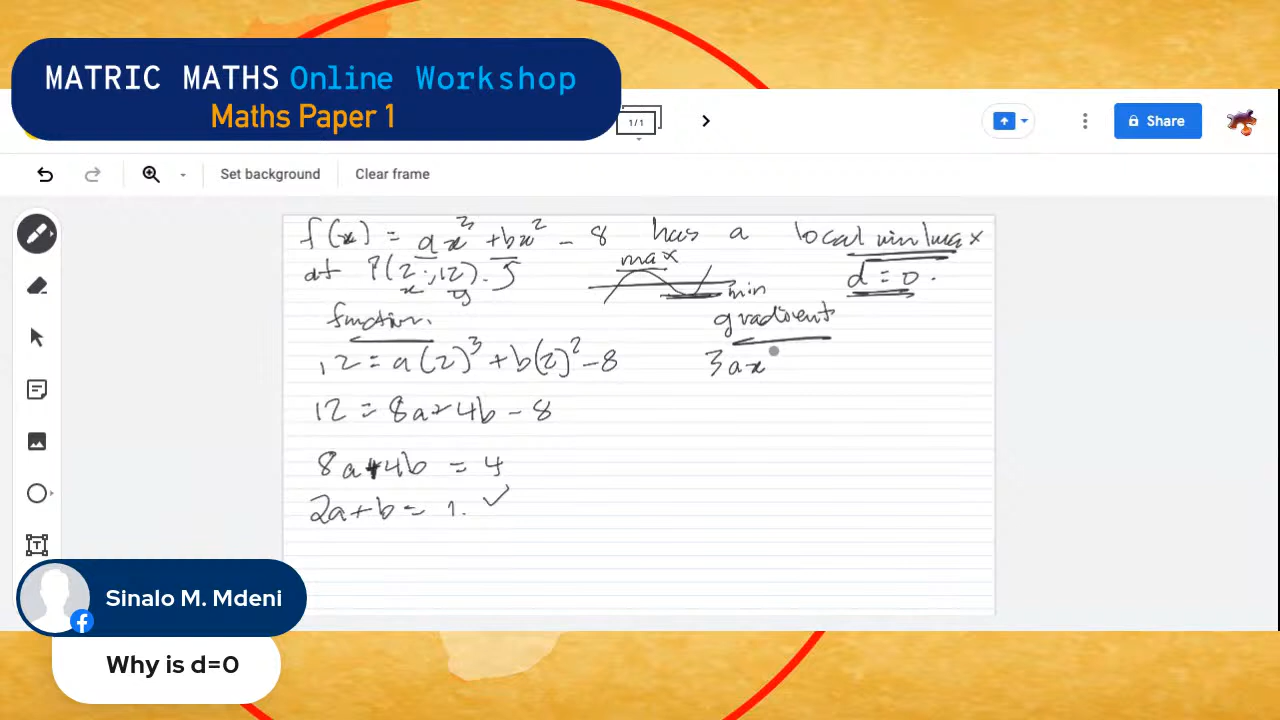 MATRIC MATHS Online Workshop
Maths Paper 1
1/1
Share
Set background
Clear frame
f(x) = ax³ + bx² - 8 has a local min/max
at P(2;12).
x y
max
min
d = 0.
function.
gradient
12 = a(2)³ + b(2)² - 8
3ax
12 = 8a + 4b - 8
8a + 4b = 4
2a + b = 1. ✓
T
Sinalo M. Mdeni
Why is d=0